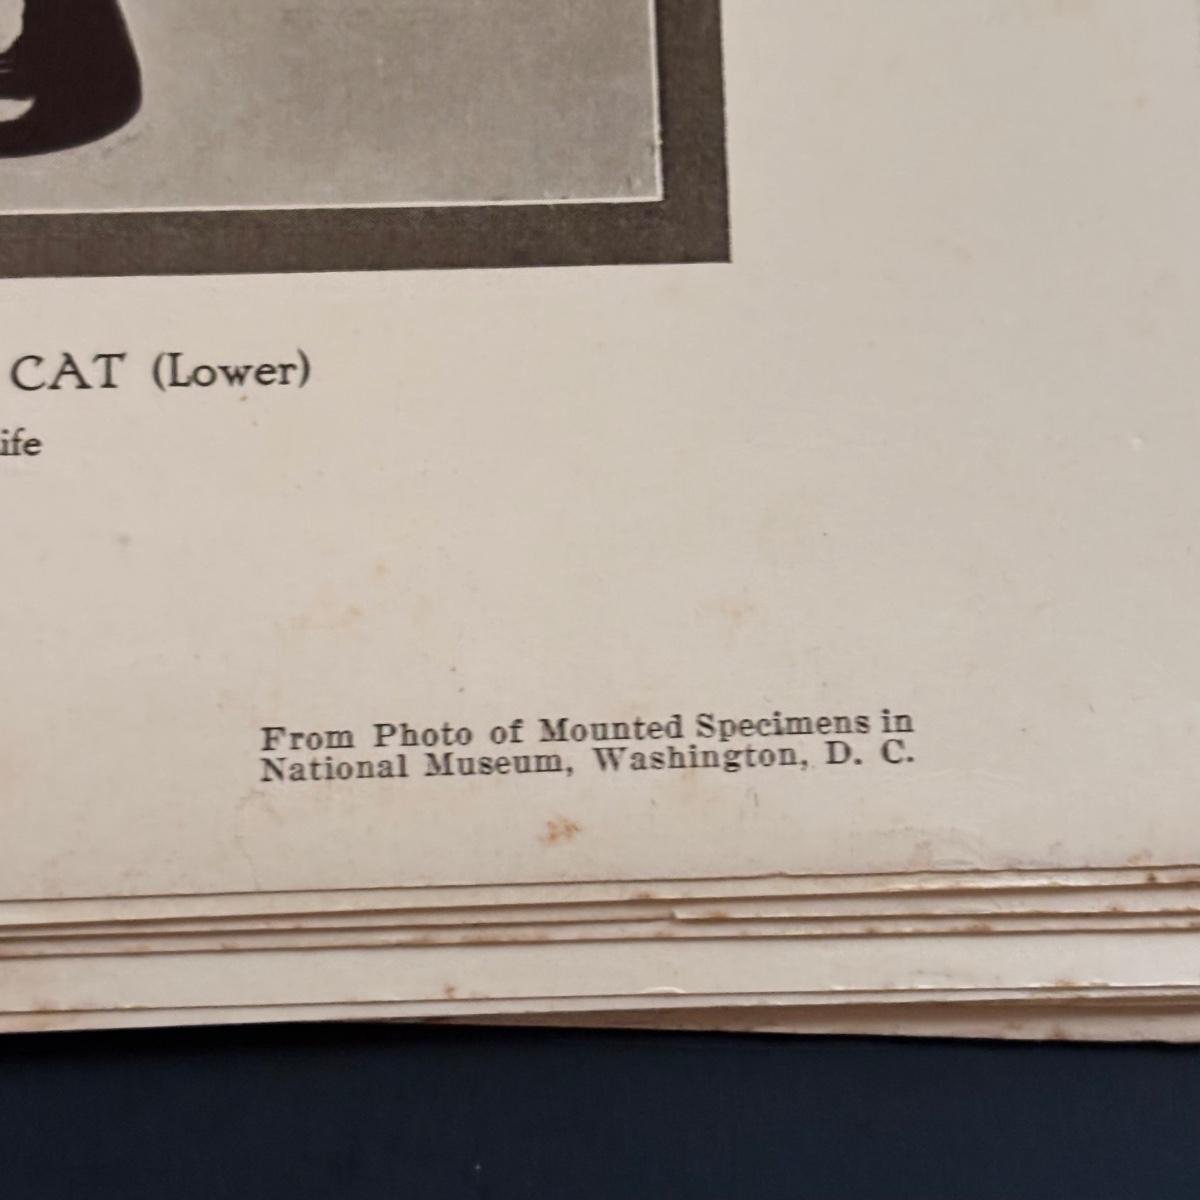 CAT (Lower)
ife
From Photo of Mounted Specimens in
National Museum, Washington, D. C.